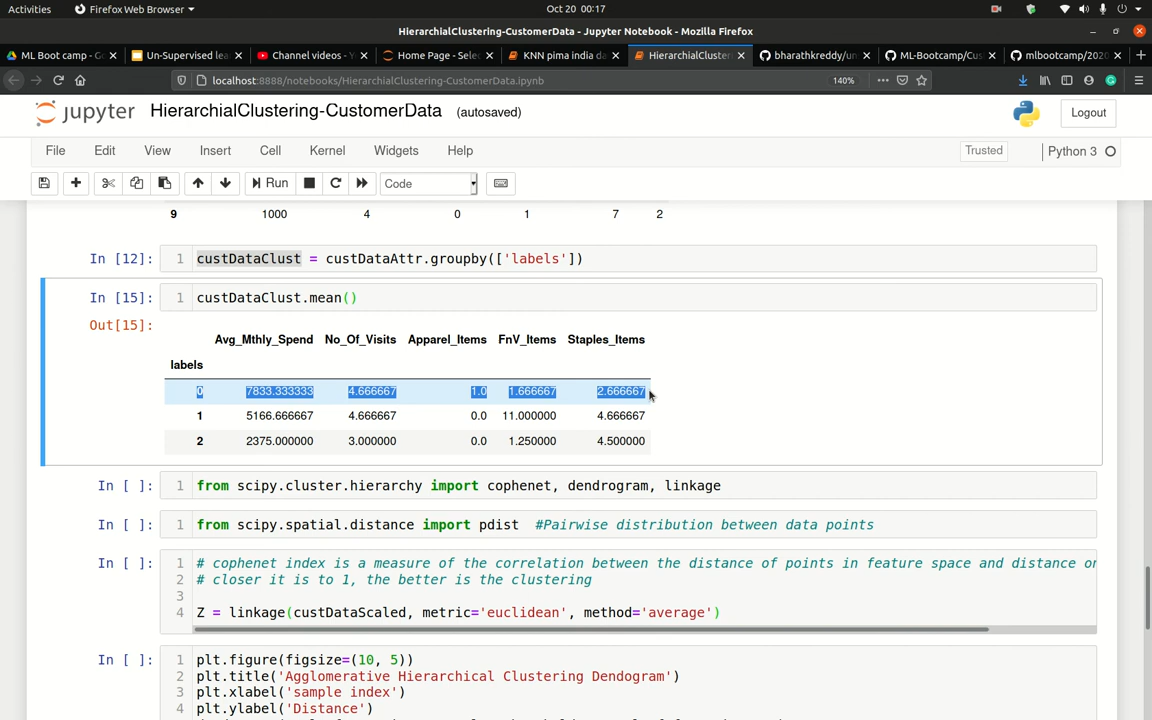 Activities Firefox Web Browser Oct 20 00:17
HierarchialClustering-CustomerData - Jupyter Notebook - Mozilla Firefox
ML Boot camp - Go Un-Supervised lea Channel videos - Y Home Page - Selec KNN pima india da HierarchialClusterin bharathkreddy/un ML-Bootcamp/Cus mlbootcamp/2020
localhost:8888/notebooks/HierarchialClustering-CustomerData.ipynb 140%
jupyter HierarchialClustering-CustomerData (autosaved) Logout
File Edit View Insert Cell Kernel Widgets Help Trusted Python 3
Run Code
9 1000 4 0 1 7 2
In [12]: 1 custDataClust = custDataAttr.groupby(['labels'])
In [15]: 1 custDataClust.mean()
Out[15]:
Avg_Mthly_Spend No_Of_Visits Apparel_Items FnV_Items Staples_Items
labels
0 7833.333333 4.666667 1.0 1.666667 2.666667
1 5166.666667 4.666667 0.0 11.000000 4.666667
2 2375.000000 3.000000 0.0 1.250000 4.500000
In [ ]: 1 from scipy.cluster.hierarchy import cophenet, dendrogram, linkage
In [ ]: 1 from scipy.spatial.distance import pdist #Pairwise distribution between data points
In [ ]: 1 # cophenet index is a measure of the correlation between the distance of points in feature space and distance on
2 # closer it is to 1, the better is the clustering
3
4 Z = linkage(custDataScaled, metric='euclidean', method='average')
In [ ]: 1 plt.figure(figsize=(10, 5))
2 plt.title('Agglomerative Hierarchical Clustering Dendogram')
3 plt.xlabel('sample index')
4 plt.ylabel('Distance')